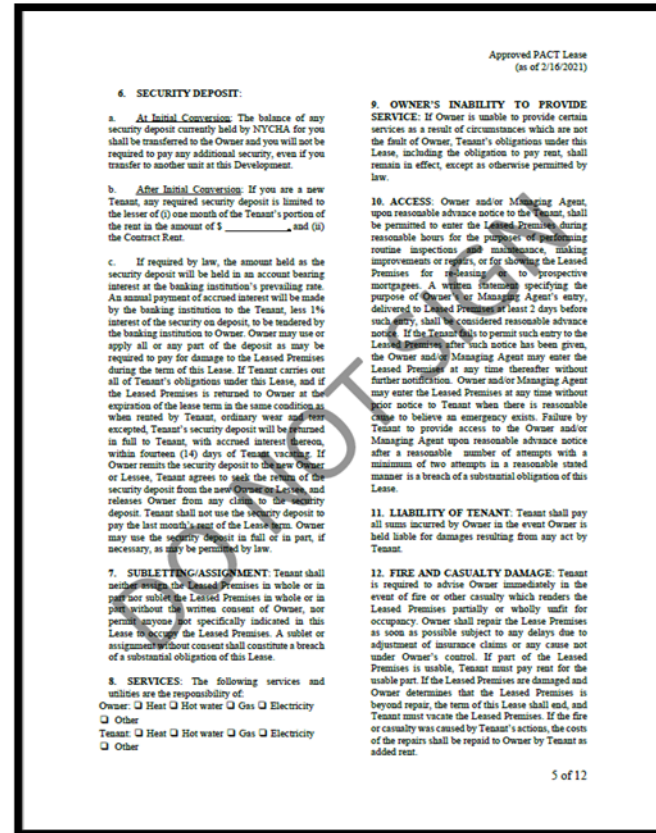 Approved PACT Lease
(as of 2/16/2021)
6. SECURITY DEPOSIT:
a. At Initial Conversion: The balance of any
security deposit currently held by NYCHA for you
shall be transferred to the Owner and you will not be
required to pay any additional security, even if you
transfer to another unit at this Development.
b. After Initial Conversion: If you are a new
Tenant, any required security deposit is limited to
the lesser of (i) one month of the Tenant's portion of
the rent in the amount of $ ____________, and (ii)
the Contract Rent.
c. If required by law, the amount held as the
security deposit will be held in an account bearing
interest at the banking institution's prevailing rate.
An annual payment of accrued interest will be made
by the banking institution to the Tenant, less 1%
interest of the security on deposit, to be tendered by
the banking institution to Owner. Owner may use or
apply all or any part of the deposit as may be
required to pay for damage to the Leased Premises
during the term of this Lease. If Tenant carries out
all of Tenant's obligations under this Lease, and if
the Leased Premises is returned to Owner at the
expiration of the lease term in the same condition as
when rented by Tenant, ordinary wear and tear
excepted, Tenant's security deposit will be returned
in full to Tenant, with accrued interest thereon,
within fourteen (14) days of Tenant vacating. If
Owner remits the security deposit to the new Owner
or Lessee, Tenant agrees to seek the return of the
security deposit from the new Owner or Lessee, and
releases Owner from any claim to the security
deposit. Tenant shall not use the security deposit to
pay the last month's rent of the Lease term. Owner
may use the security deposit in full or in part, if
necessary, as may be permitted by law.
7. SUBLETTING/ASSIGNMENT: Tenant shall
neither assign the Leased Premises in whole or in
part nor sublet the Leased Premises in whole or in
part without the written consent of Owner, nor
permit anyone not specifically indicated in this
Lease to occupy the Leased Premises. A sublet or
assignment without consent shall constitute a breach
of a substantial obligation of this Lease.
8. SERVICES: The following services and
utilities are the responsibility of:
Owner: ❑ Heat ❑ Hot water ❑ Gas ❑ Electricity
❑ Other
Tenant: ❑ Heat ❑ Hot water ❑ Gas ❑ Electricity
❑ Other
9. OWNER'S INABILITY TO PROVIDE
SERVICE: If Owner is unable to provide certain
services as a result of circumstances which are not
the fault of Owner, Tenant's obligations under this
Lease, including the obligation to pay rent, shall
remain in effect, except as otherwise permitted by
law.
10. ACCESS: Owner and/or Managing Agent,
upon reasonable advance notice to the Tenant, shall
be permitted to enter the Leased Premises during
reasonable hours for the purposes of performing
routine inspections and maintenance, making
improvements or repairs, or for showing the Leased
Premises for re-leasing or to prospective
mortgagees. A written statement specifying the
purpose of Owner's or Managing Agent's entry,
delivered to Leased Premises at least 2 days before
such entry, shall be considered reasonable advance
notice. If the Tenant fails to permit such entry to the
Leased Premises after such notice has been given,
the Owner and/or Managing Agent may enter the
Leased Premises at any time thereafter without
further notification. Owner and/or Managing Agent
may enter the Leased Premises at any time without
prior notice to Tenant when there is reasonable
cause to believe an emergency exists. Failure by
Tenant to provide access to the Owner and/or
Managing Agent upon reasonable advance notice
after a reasonable number of attempts with a
minimum of two attempts in a reasonable stated
manner is a breach of a substantial obligation of this
Lease.
11. LIABILITY OF TENANT: Tenant shall pay
all sums incurred by Owner in the event Owner is
held liable for damages resulting from any act by
Tenant.
12. FIRE AND CASUALTY DAMAGE: Tenant
is required to advise Owner immediately in the
event of fire or other casualty which renders the
Leased Premises partially or wholly unfit for
occupancy. Owner shall repair the Lease Premises
as soon as possible subject to any delays due to
adjustment of insurance claims or any cause not
under Owner's control. If part of the Leased
Premises is usable, Tenant must pay rent for the
usable part. If the Leased Premises are damaged and
Owner determines that the Leased Premises is
beyond repair, the term of this Lease shall end, and
Tenant must vacate the Leased Premises. If the fire
or casualty was caused by Tenant's actions, the costs
of the repairs shall be repaid to Owner by Tenant as
added rent.
5 of 12
DO NOT SIGN